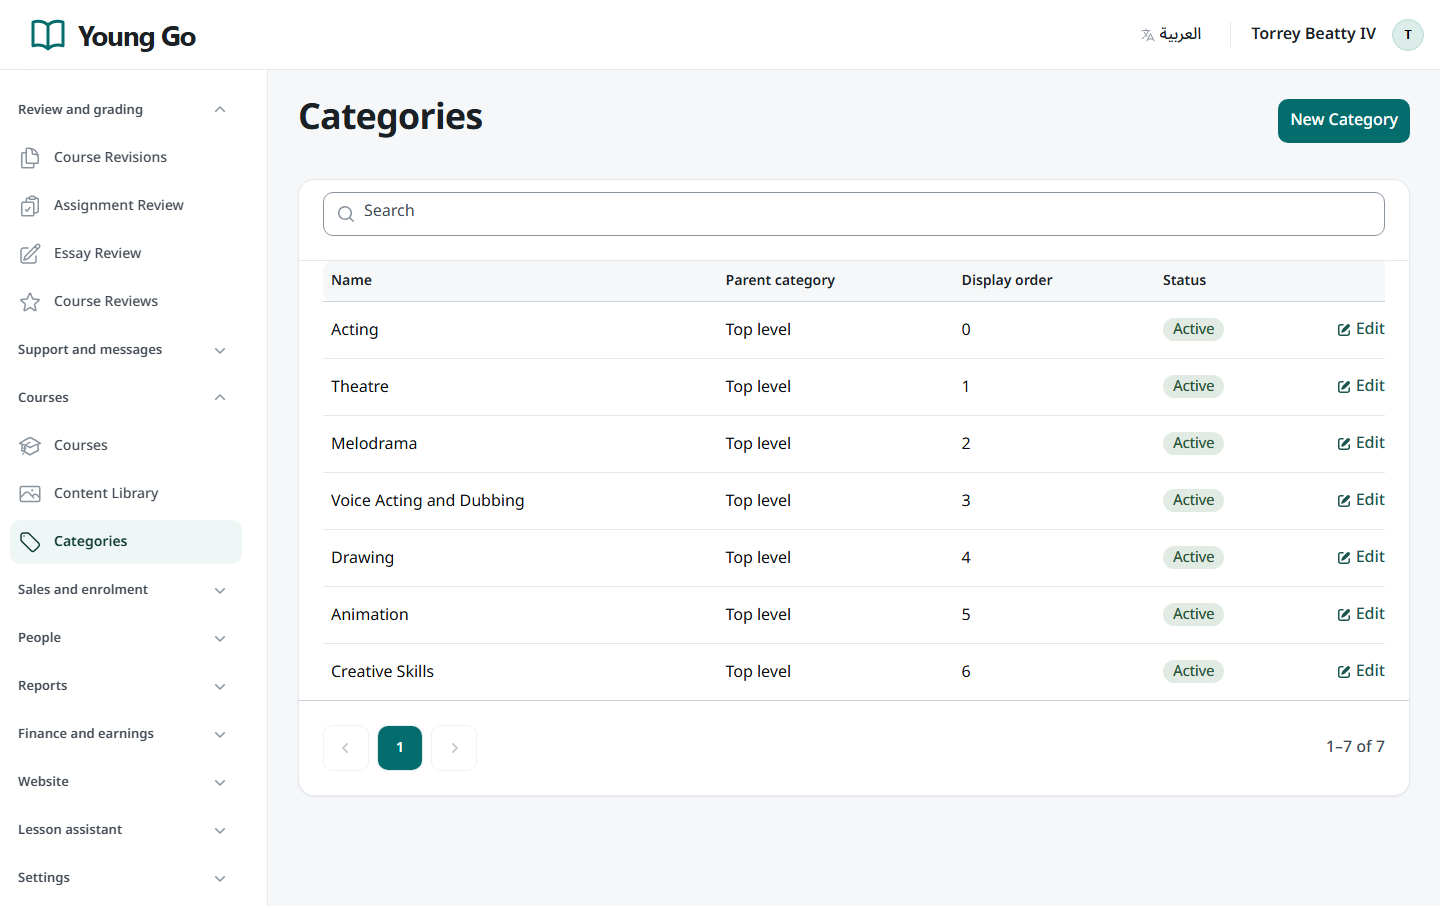 Young Go
العربية
Torrey Beatty IV
T
Review and grading
Course Revisions
Assignment Review
Essay Review
Course Reviews
Support and messages
Courses
Courses
Content Library
Categories
Sales and enrolment
People
Reports
Finance and earnings
Website
Lesson assistant
Settings
Categories
New Category
Search
Name Parent category Display order Status
Acting Top level 0 Active Edit
Theatre Top level 1 Active Edit
Melodrama Top level 2 Active Edit
Voice Acting and Dubbing Top level 3 Active Edit
Drawing Top level 4 Active Edit
Animation Top level 5 Active Edit
Creative Skills Top level 6 Active Edit
1
1–7 of 7